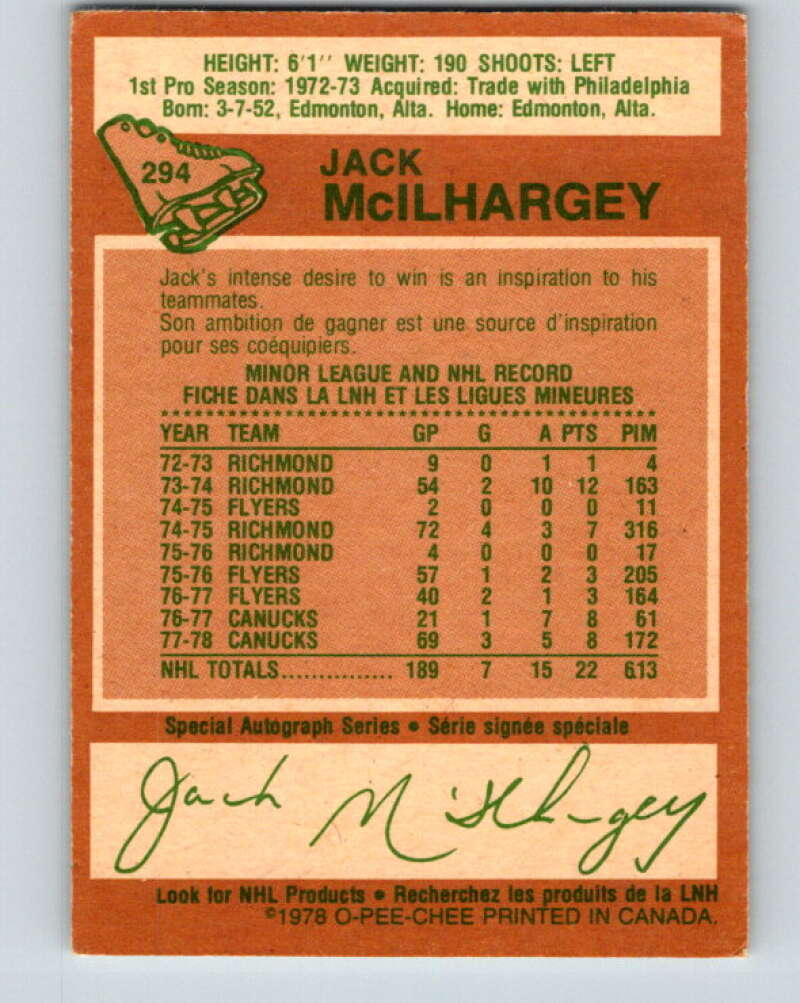 HEIGHT: 6'1'' WEIGHT: 190 SHOOTS: LEFT
1st Pro Season: 1972-73 Acquired: Trade with Philadelphia
Born: 3-7-52, Edmonton, Alta. Home: Edmonton, Alta.
294
JACK
McILHARGEY
Jack's intense desire to win is an inspiration to his
teammates.
Son ambition de gagner est une source d'inspiration
pour ses coéquipiers.
MINOR LEAGUE AND NHL RECORD
FICHE DANS LA LNH ET LES LIGUES MINEURES
YEAR TEAM GP G A PTS PIM
72-73 RICHMOND 9 0 1 1 4
73-74 RICHMOND 54 2 10 12 163
74-75 FLYERS 2 0 0 0 11
74-75 RICHMOND 72 4 3 7 316
75-76 RICHMOND 4 0 0 0 17
75-76 FLYERS 57 1 2 3 205
76-77 FLYERS 40 2 1 3 164
76-77 CANUCKS 21 1 7 8 61
77-78 CANUCKS 69 3 5 8 172
NHL TOTALS............... 189 7 15 22 613
Special Autograph Series • Série signée spéciale
Jack McIlhargey
Look for NHL Products • Recherchez les produits de la LNH
©1978 O-PEE-CHEE PRINTED IN CANADA.